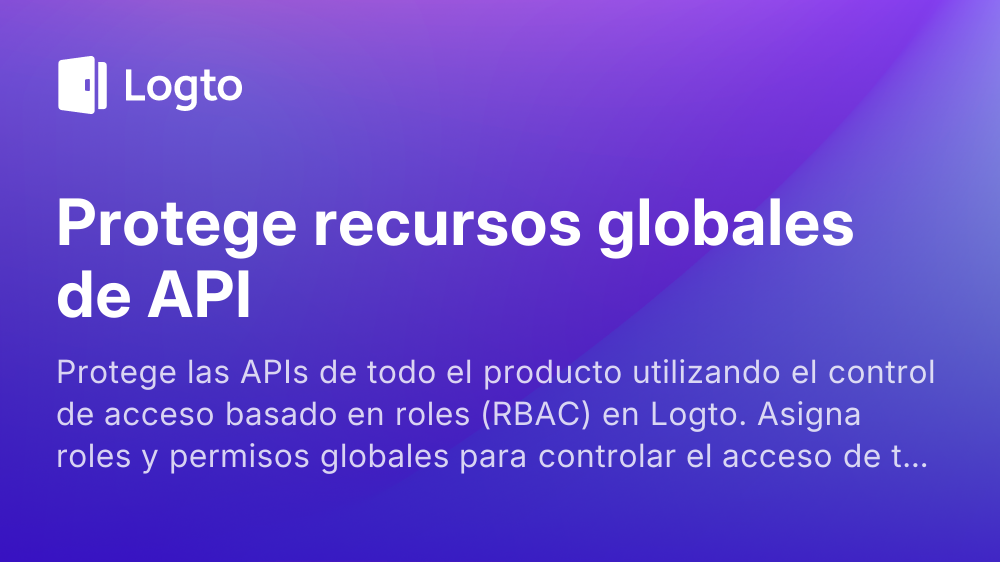 Logto
Protege recursos globales
de API
Protege las APIs de todo el producto utilizando el control
de acceso basado en roles (RBAC) en Logto. Asigna
roles y permisos globales para controlar el acceso de t...